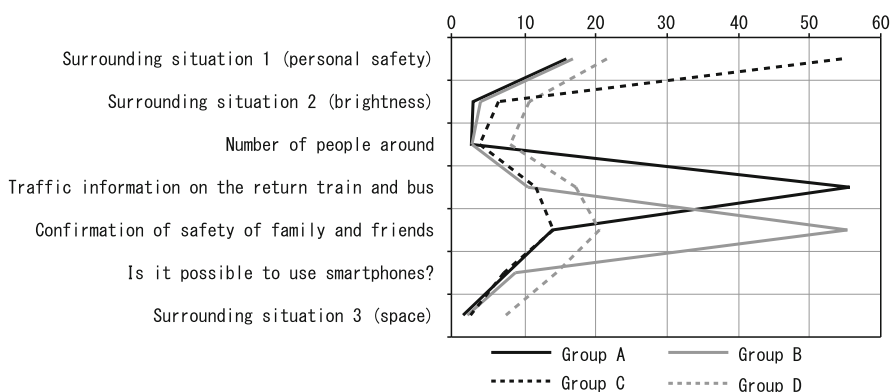 0 10 20 30 40 50 60
Surrounding situation 1 (personal safety)
Surrounding situation 2 (brightness)
Number of people around
Traffic information on the return train and bus
Confirmation of safety of family and friends
Is it possible to use smartphones?
Surrounding situation 3 (space)
Group A Group B
Group C Group D